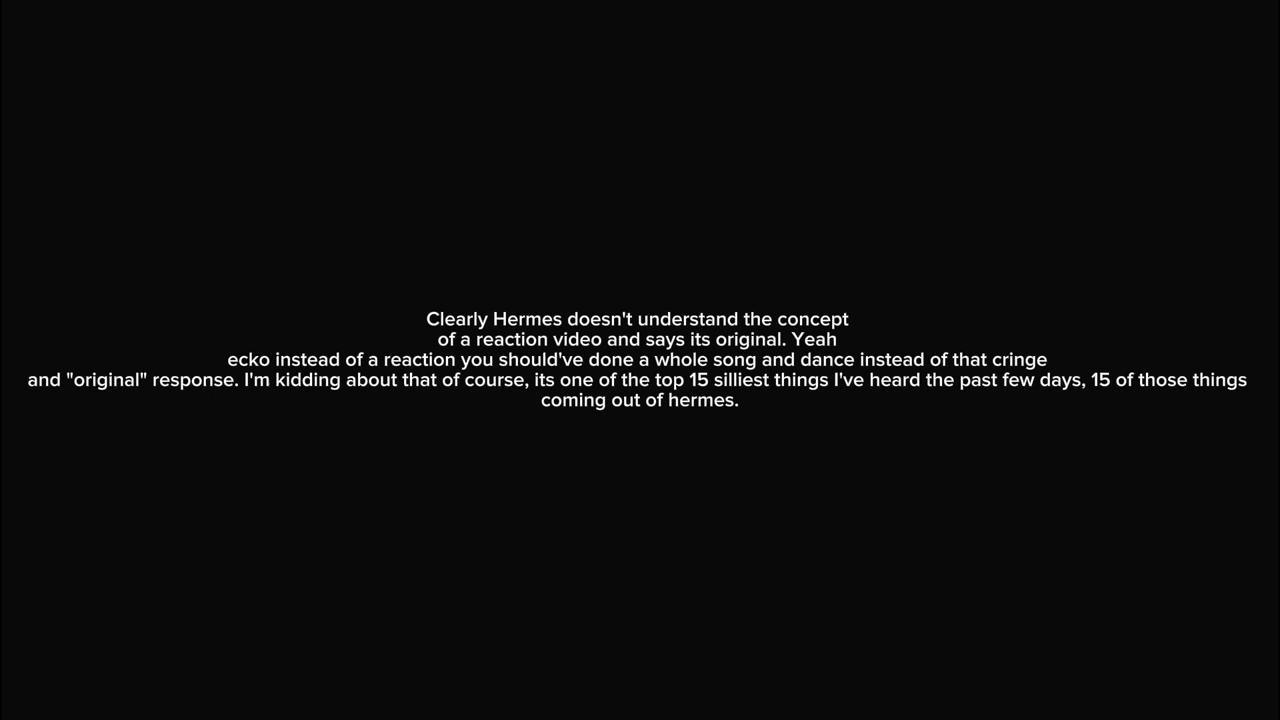 Clearly Hermes doesn't understand the concept
of a reaction video and says its original. Yeah
ecko instead of a reaction you should've done a whole song and dance instead of that cringe
and "original" response. I'm kidding about that of course, its one of the top 15 silliest things I've heard the past few days, 15 of those things
coming out of hermes.